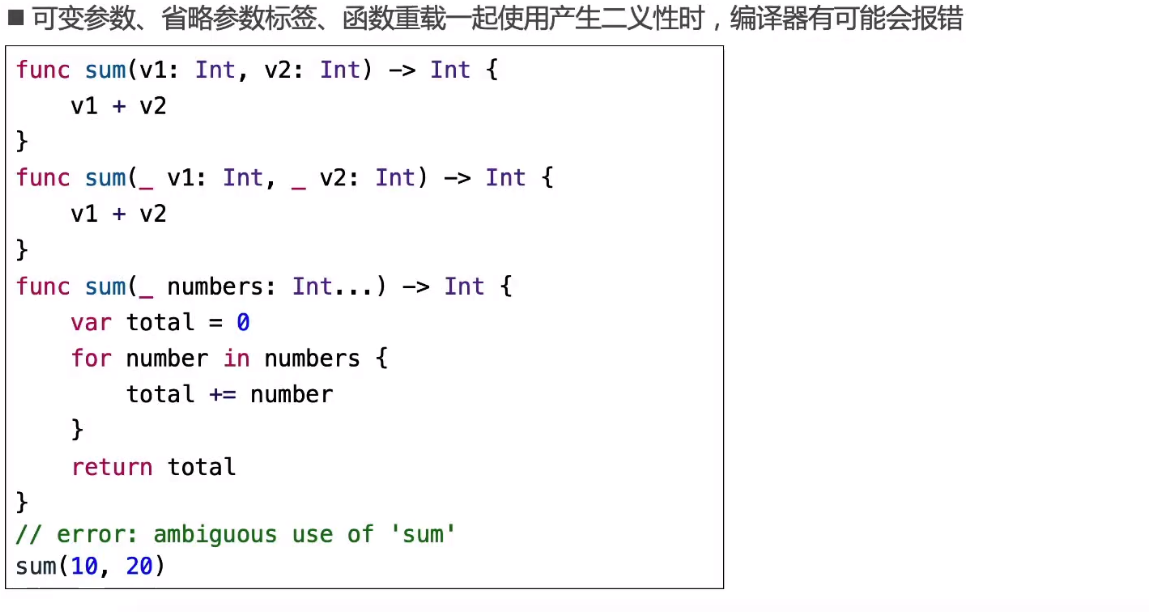 ■ 可变参数、省略参数标签、函数重载一起使用产生二义性时，编译器有可能会报错
func sum(v1: Int, v2: Int) -> Int {
    v1 + v2
}
func sum(_ v1: Int, _ v2: Int) -> Int {
    v1 + v2
}
func sum(_ numbers: Int...) -> Int {
    var total = 0
    for number in numbers {
        total += number
    }
    return total
}
// error: ambiguous use of 'sum'
sum(10, 20)